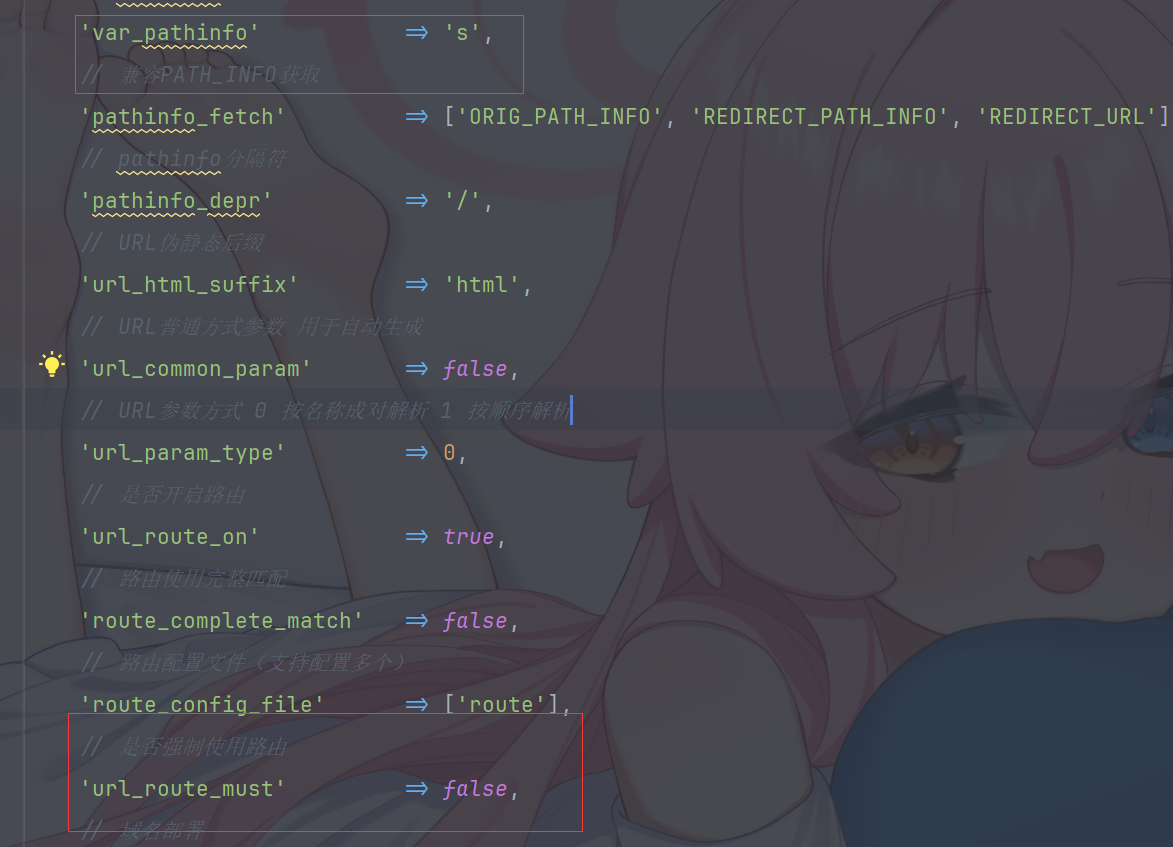 'var_pathinfo' => 's',
// 兼容PATH_INFO获取
'pathinfo_fetch' => ['ORIG_PATH_INFO', 'REDIRECT_PATH_INFO', 'REDIRECT_URL']
// pathinfo分隔符
'pathinfo_depr' => '/',
// URL伪静态后缀
'url_html_suffix' => 'html',
// URL普通方式参数 用于自动生成
'url_common_param' => false,
// URL参数方式 0 按名称成对解析 1 按顺序解析
'url_param_type' => 0,
// 是否开启路由
'url_route_on' => true,
// 路由使用完整匹配
'route_complete_match' => false,
// 路由配置文件（支持配置多个）
'route_config_file' => ['route'],
// 是否强制使用路由
'url_route_must' => false,
// 域名部署